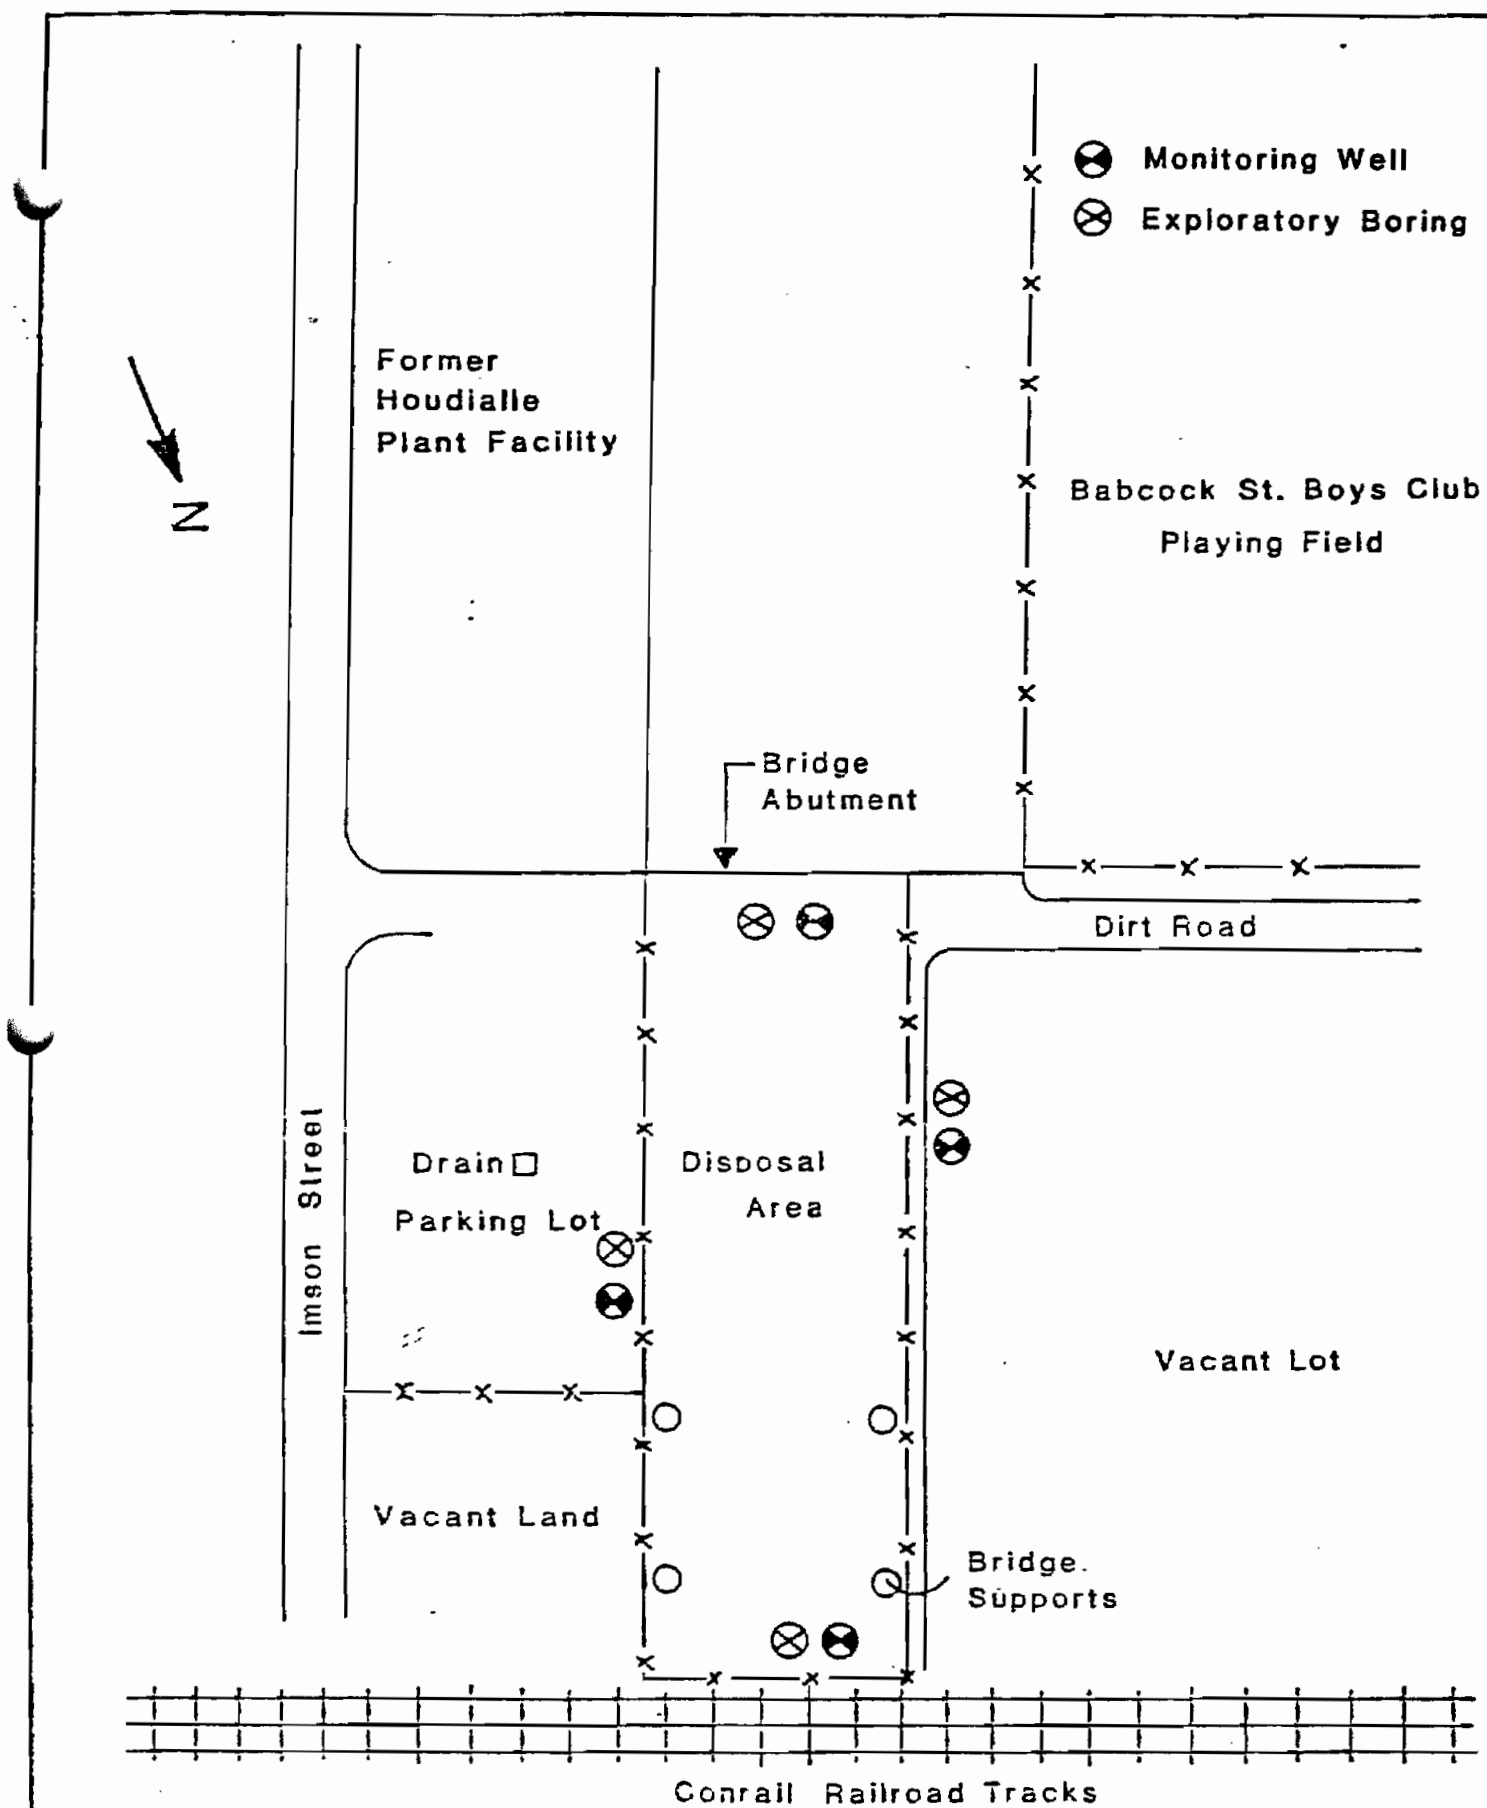 Monitoring Well
Exploratory Boring
Former
Houdialle
Plant Facility
N
Babcock St. Boys Club
Playing Field
Bridge
Abutment
Dirt Road
Imson Street
Drain
Parking Lot
Disposal
Area
Vacant Lot
Vacant Land
Bridge.
Supports
Conrail Railroad Tracks